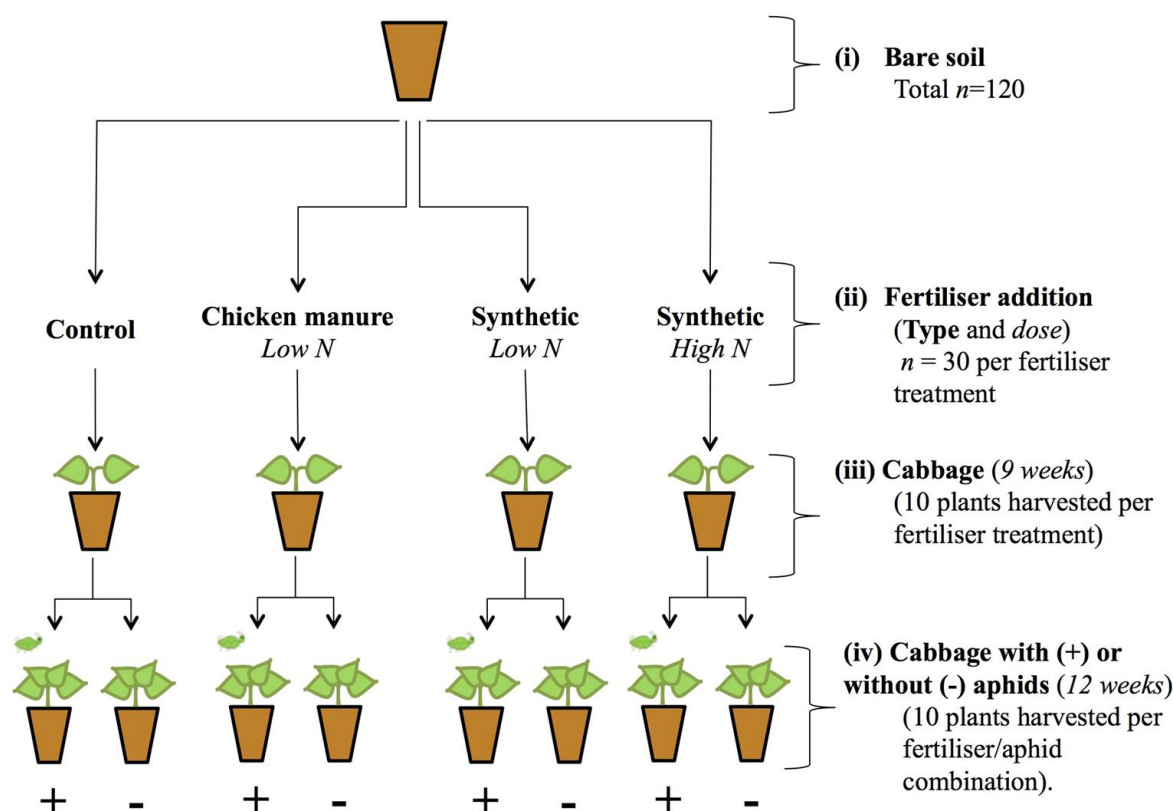 (i) Bare soil
Total n=120
Control
Chicken manure
Low N
Synthetic
Low N
Synthetic
High N
(ii) Fertiliser addition
(Type and dose)
n = 30 per fertiliser
treatment
(iii) Cabbage (9 weeks)
(10 plants harvested per
fertiliser treatment)
(iv) Cabbage with (+) or
without (-) aphids (12 weeks)
(10 plants harvested per
fertiliser/aphid
combination).
+ - + - + - + -